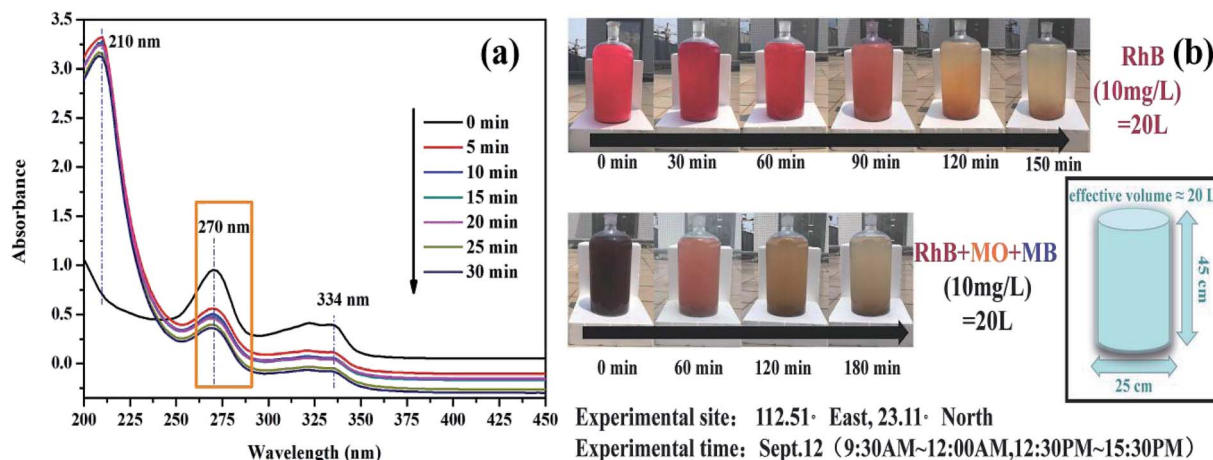 (a)
3.5
3.0
2.5
2.0
1.5
1.0
0.5
0.0
Absorbance
210 nm
270 nm
334 nm
0 min
5 min
10 min
15 min
20 min
25 min
30 min
200 225 250 275 300 325 350 375 400 425 450
Wavelength (nm)
(b)
RhB
(10mg/L)
=20L
0 min 30 min 60 min 90 min 120 min 150 min
effective volume ≈ 20 L
45 cm
25 cm
RhB+MO+MB
(10mg/L)
=20L
0 min 60 min 120 min 180 min
Experimental site: 112.51◦ East, 23.11◦ North
Experimental time: Sept.12（9:30AM~12:00AM,12:30PM~15:30PM）